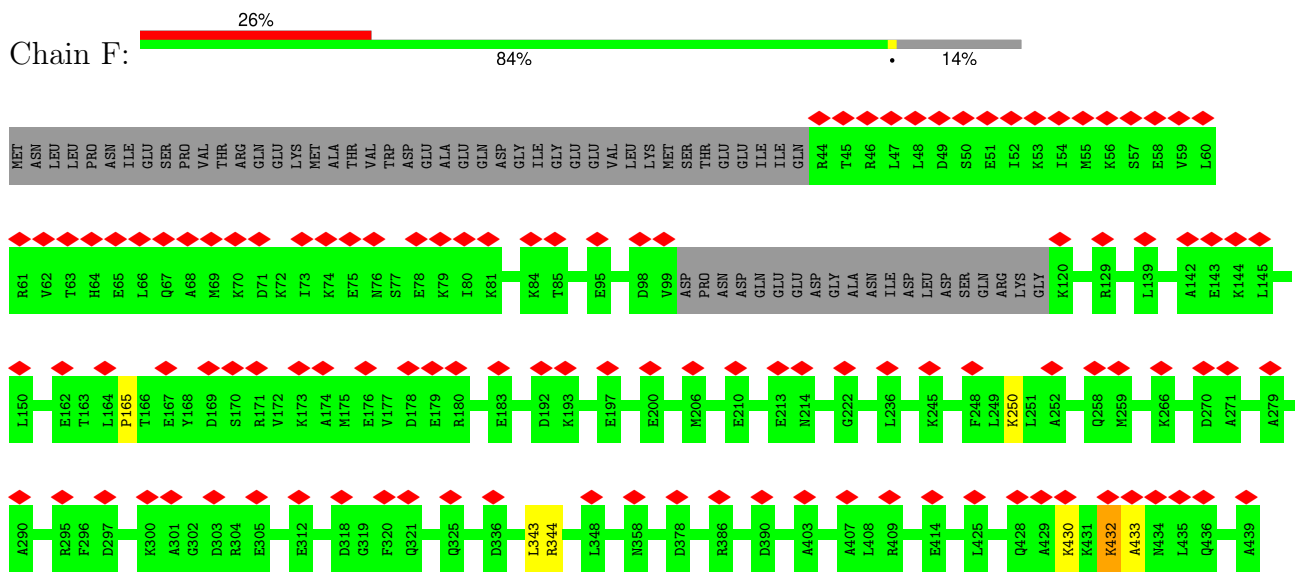 26%
Chain F:
84% • 14%
MET ASN LEU LEU PRO ASN ILE GLU SER PRO VAL THR ARG GLN GLU LYS MET ALA THR VAL TRP ASP GLU ALA GLU GLN ASP GLY ILE GLY GLU GLU VAL LEU LYS MET SER THR GLU GLU ILE ILE GLN R44 T45 R46 L47 L48 D49 S50 E51 I52 K53 I54 M55 K56 S57 E58 V59 L60
R61 V62 T63 H64 E65 L66 Q67 A68 M69 K70 D71 K72 I73 K74 E75 N76 S77 E78 K79 I80 K81 K84 T85 E95 D98 V99 ASP PRO ASN ASP GLN GLU GLU ASP GLY ALA ASN ILE ASP LEU ASP SER GLN ARG LYS GLY K120 R129 L139 A142 E143 K144 L145
L150 E162 T163 L164 P165 T166 E167 Y168 D169 S170 R171 V172 K173 A174 M175 E176 V177 D178 E179 R180 E183 D192 K193 E197 E200 M206 E210 E213 N214 G222 L236 K245 F248 L249 K250 L251 A252 Q258 M259 K266 D270 A271 A279
A290 R295 F296 D297 K300 A301 G302 D303 R304 E305 E312 D318 G319 F320 Q321 Q325 D336 L343 R344 L348 N358 D378 R386 D390 A403 A407 L408 R409 E414 L425 Q428 A429 K430 K431 K432 A433 N434 L435 Q436 A439